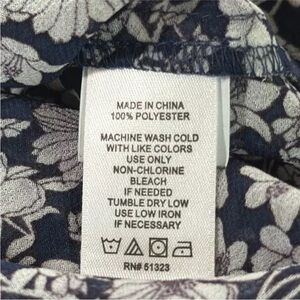 MADE IN CHINA
100% POLYESTER
MACHINE WASH COLD
WITH LIKE COLORS
USE ONLY
NON-CHLORINE
BLEACH
IF NEEDED
TUMBLE DRY LOW
USE LOW IRON
IF NECESSARY
RN# 51323